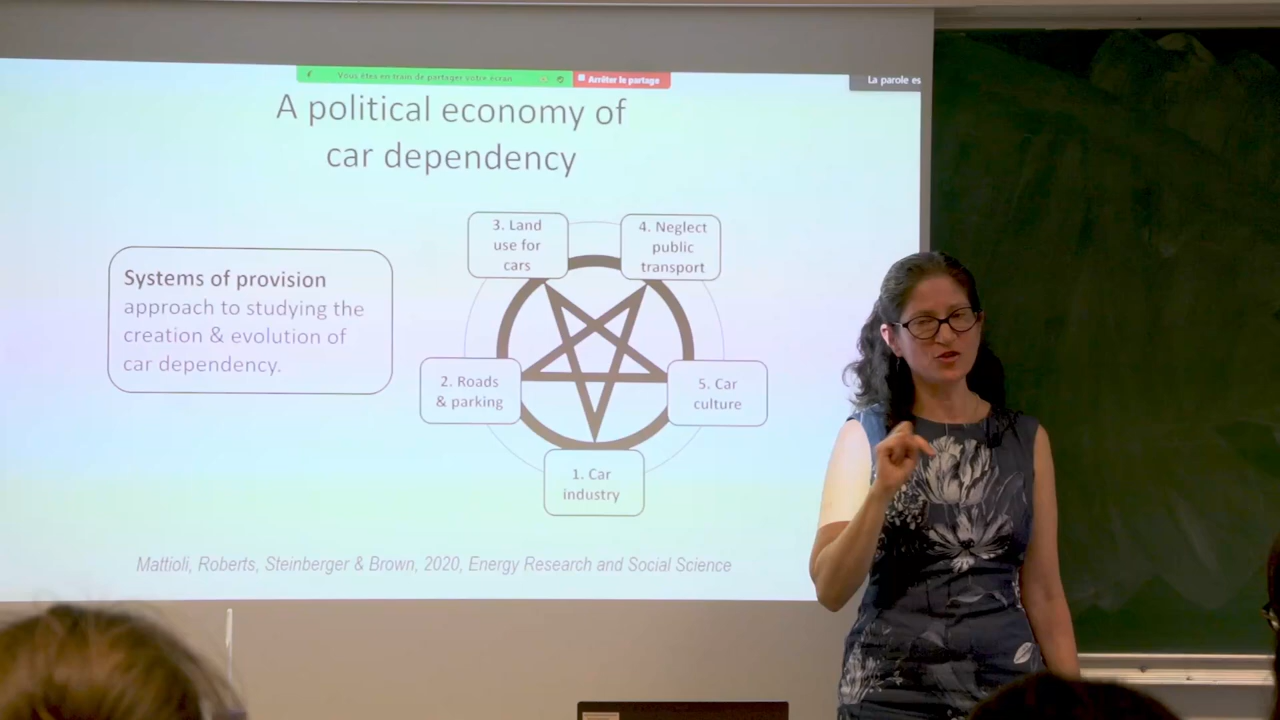 Vous êtes en train de partager votre écran
Arrêter le partage
La parole es
A political economy of
car dependency
3. Land
use for
cars
4. Neglect
public
transport
Systems of provision
approach to studying the
creation & evolution of
car dependency.
2. Roads
& parking
5. Car
culture
1. Car
industry
Mattioli, Roberts, Steinberger & Brown, 2020, Energy Research and Social Science